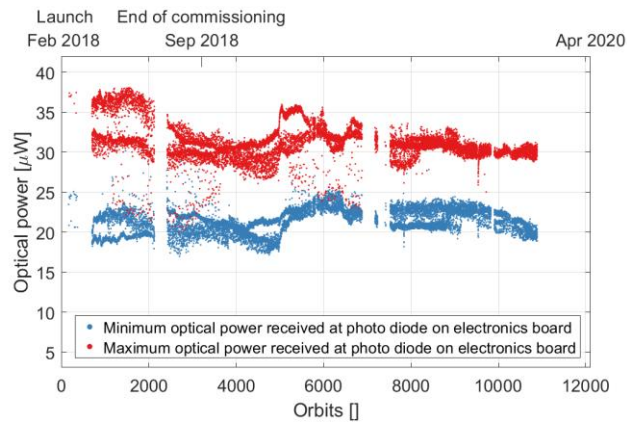 Launch End of commissioning
Feb 2018 Sep 2018 Apr 2020
40
35
30
25
20
15
10
5
Optical power [μW]
Minimum optical power received at photo diode on electronics board
Maximum optical power received at photo diode on electronics board
0 2000 4000 6000 8000 10000 12000
Orbits []